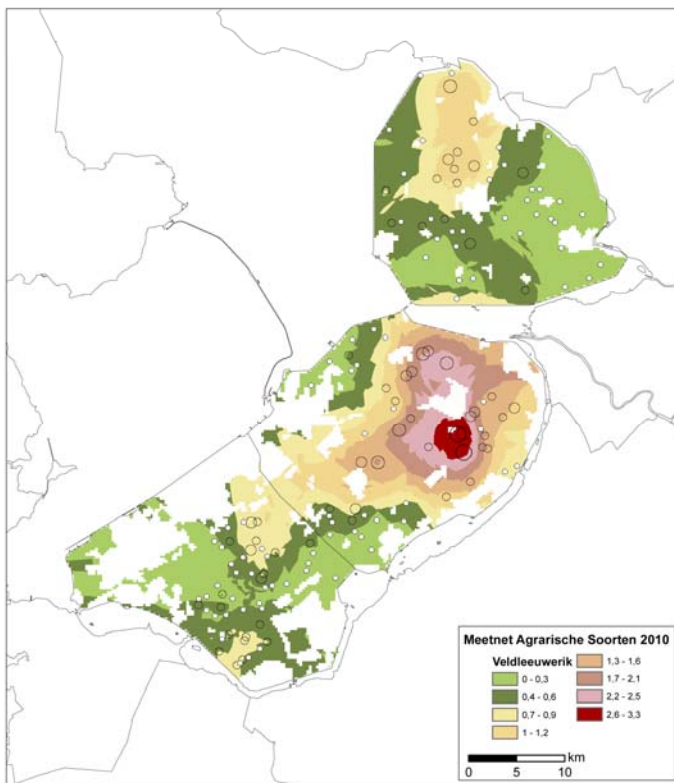 Meetnet Agrarische Soorten 2010
Veldleeuwerik
0 - 0,3
0,4 - 0,6
0,7 - 0,9
1 - 1,2
1,3 - 1,6
1,7 - 2,1
2,2 - 2,5
2,6 - 3,3
km
0 5 10